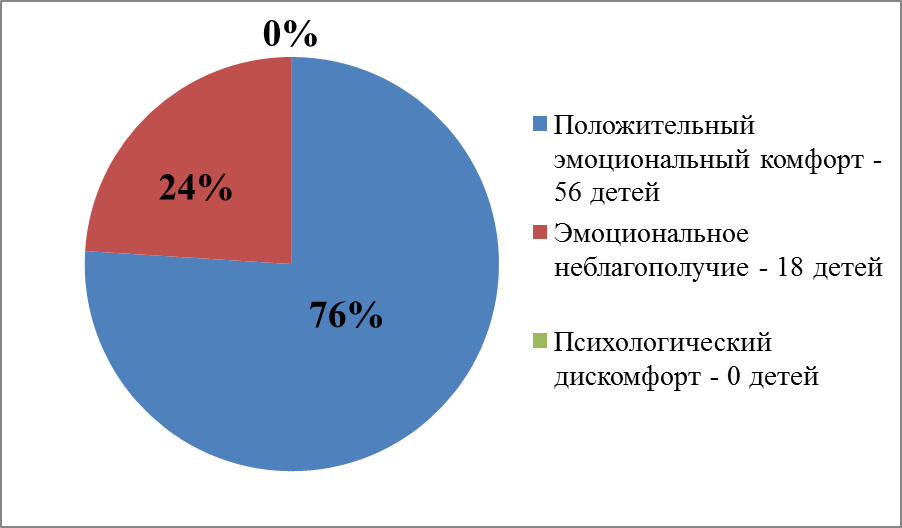 0%
24%
76%
Положительный
эмоциональный комфорт -
56 детей
Эмоциональное
неблагополучие - 18 детей
Психологический
дискомфорт - 0 детей